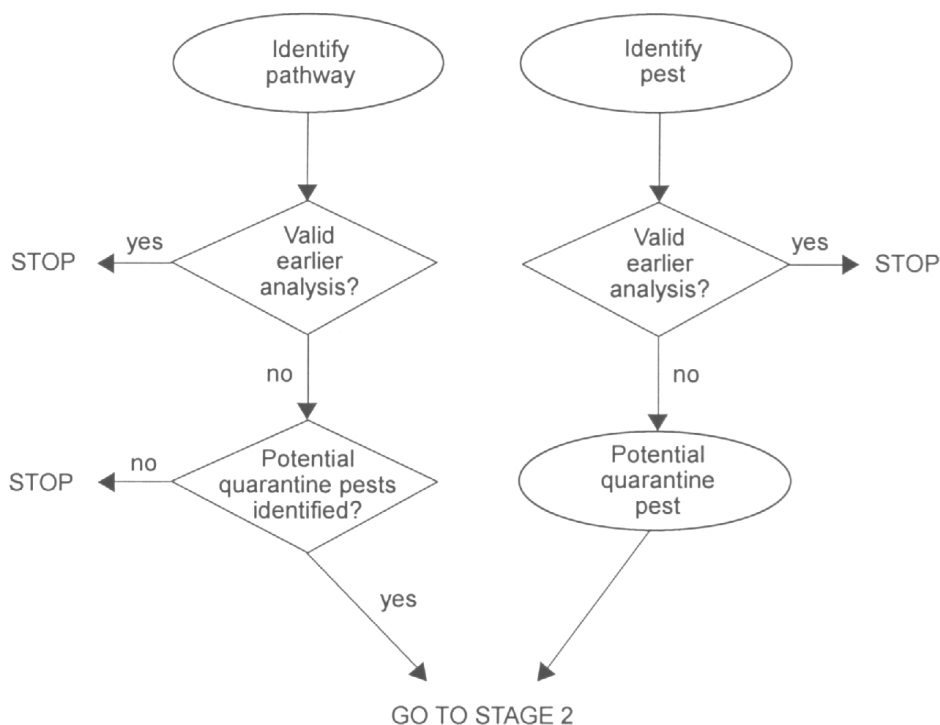 Identify
pathway
Valid
earlier
analysis?
yes
STOP
no
Potential
quarantine pests
identified?
no
STOP
yes
Identify
pest
Valid
earlier
analysis?
yes
STOP
no
Potential
quarantine
pest
GO TO STAGE 2